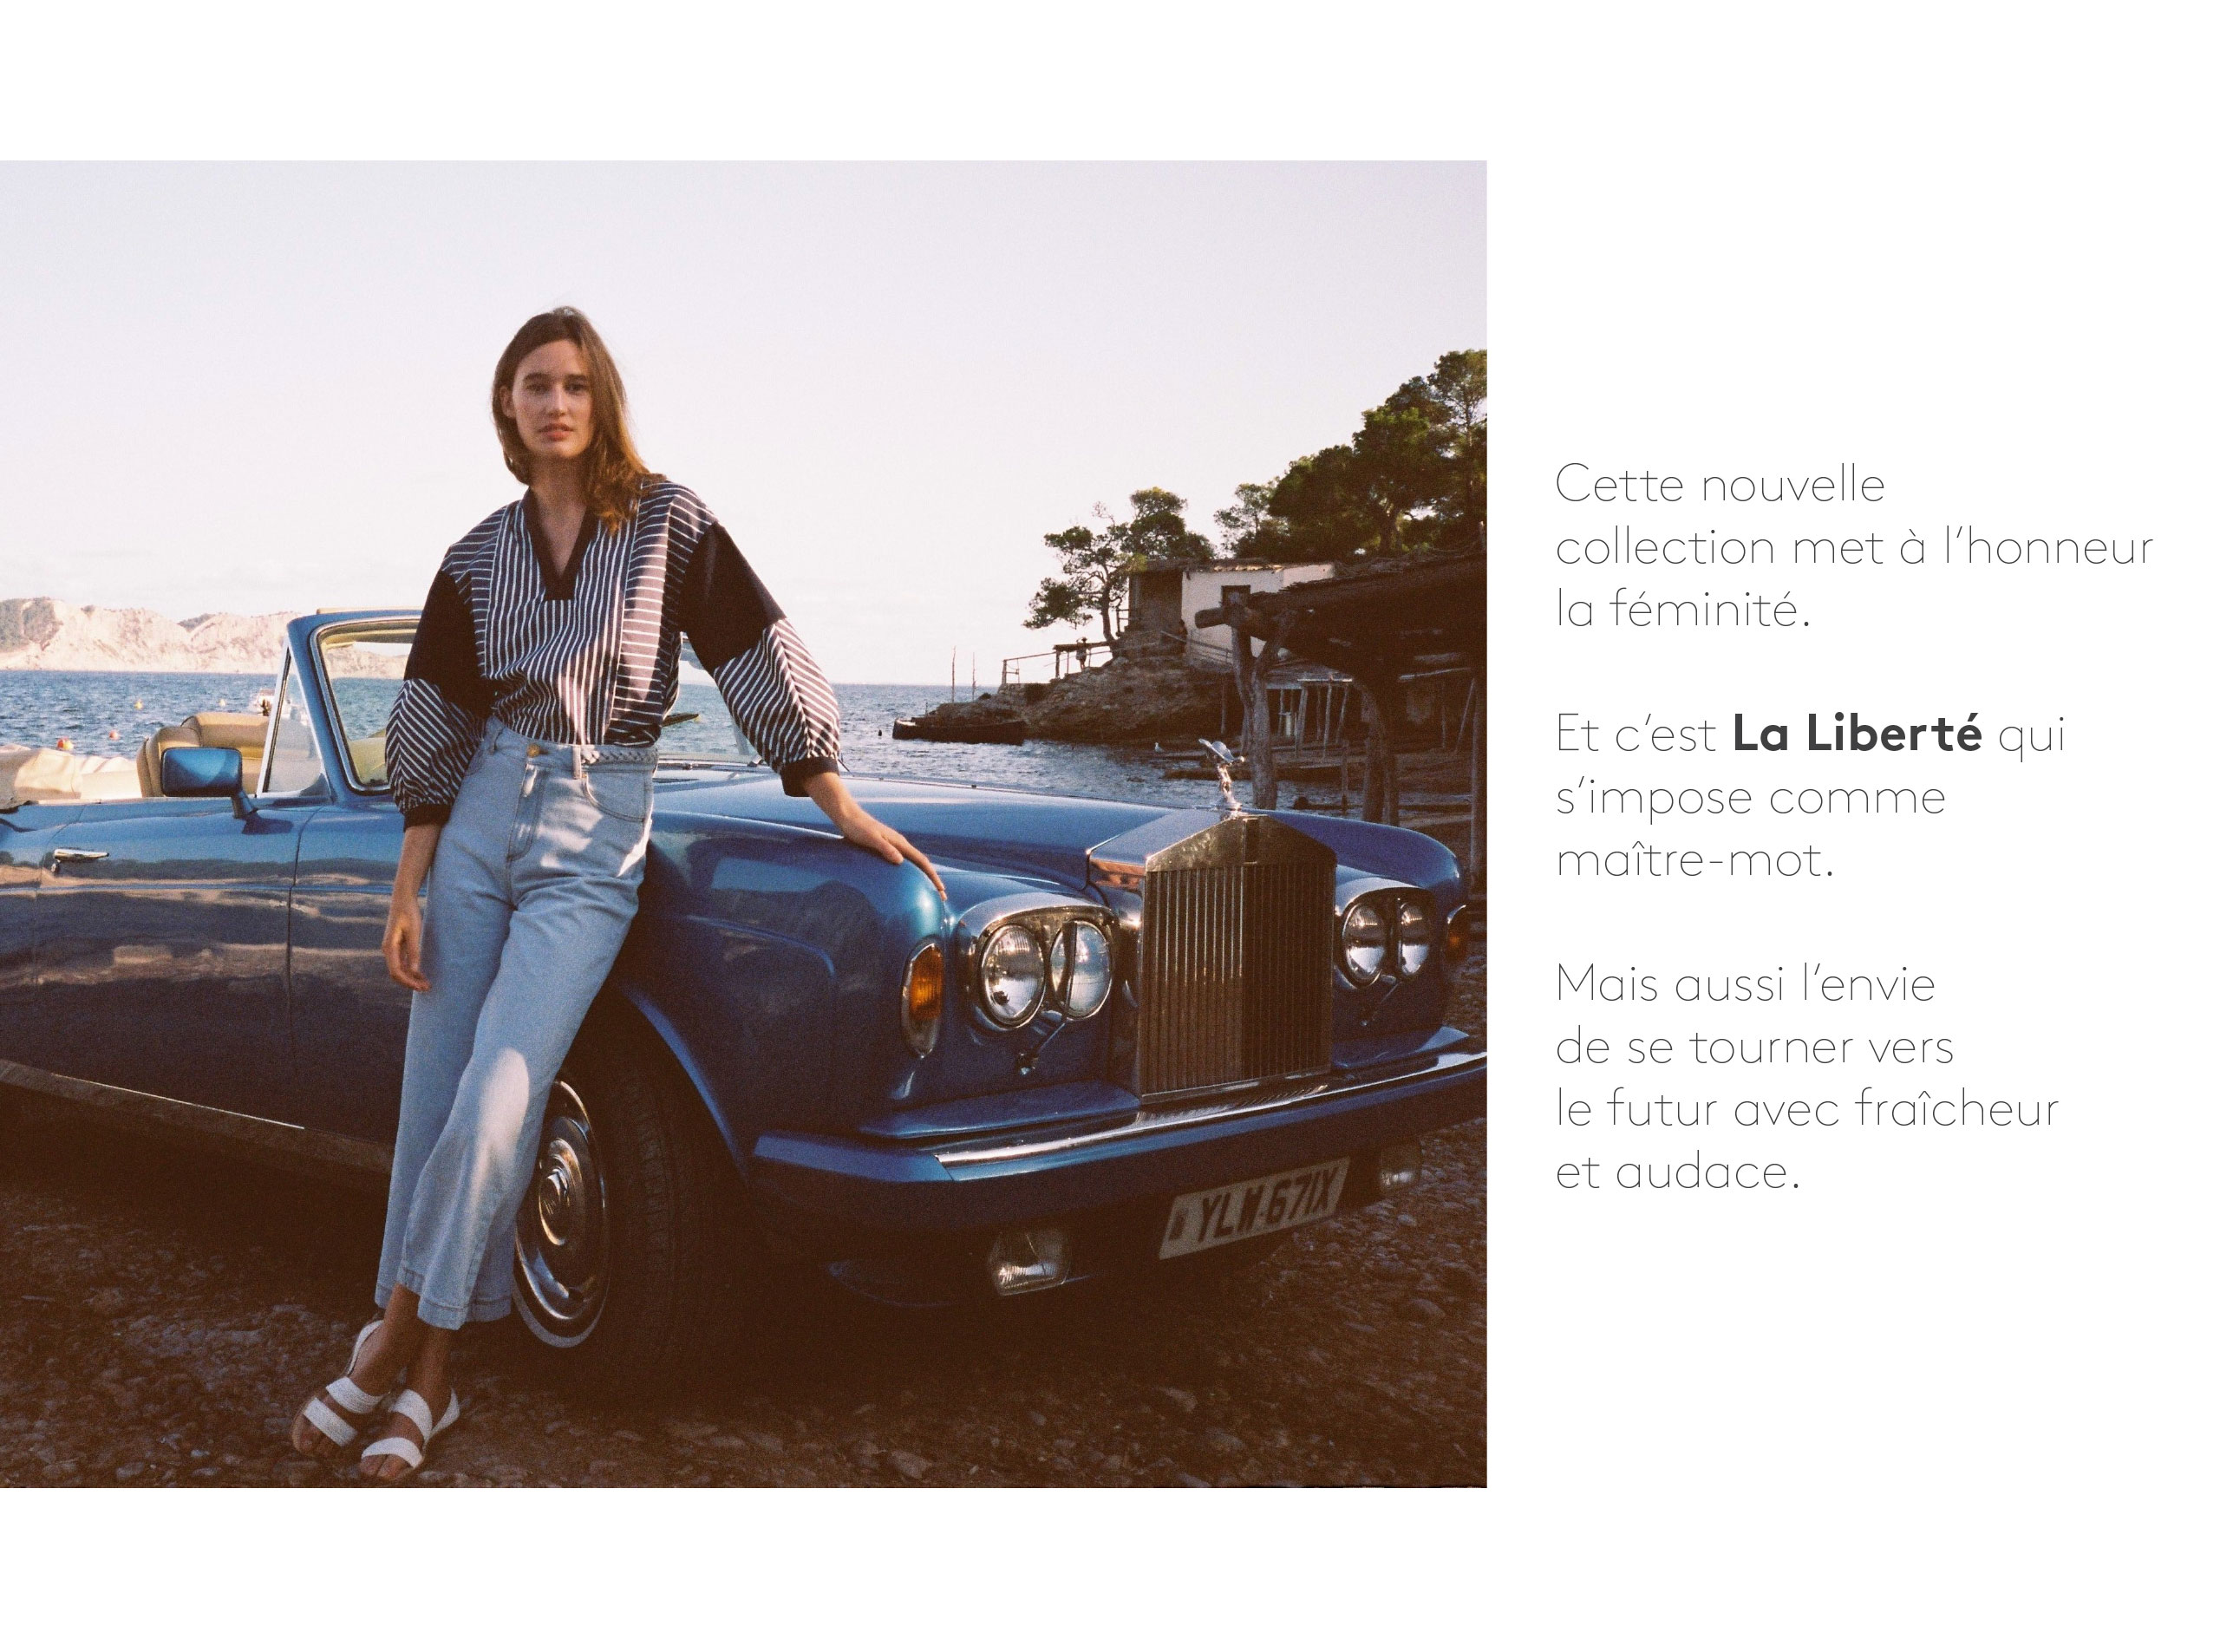 Cette nouvelle
collection met à l’honneur
la féminité.
Et c’est La Liberté qui
s’impose comme
maître-mot.
Mais aussi l’envie
de se tourner vers
le futur avec fraîcheur
et audace.
YLW 671X